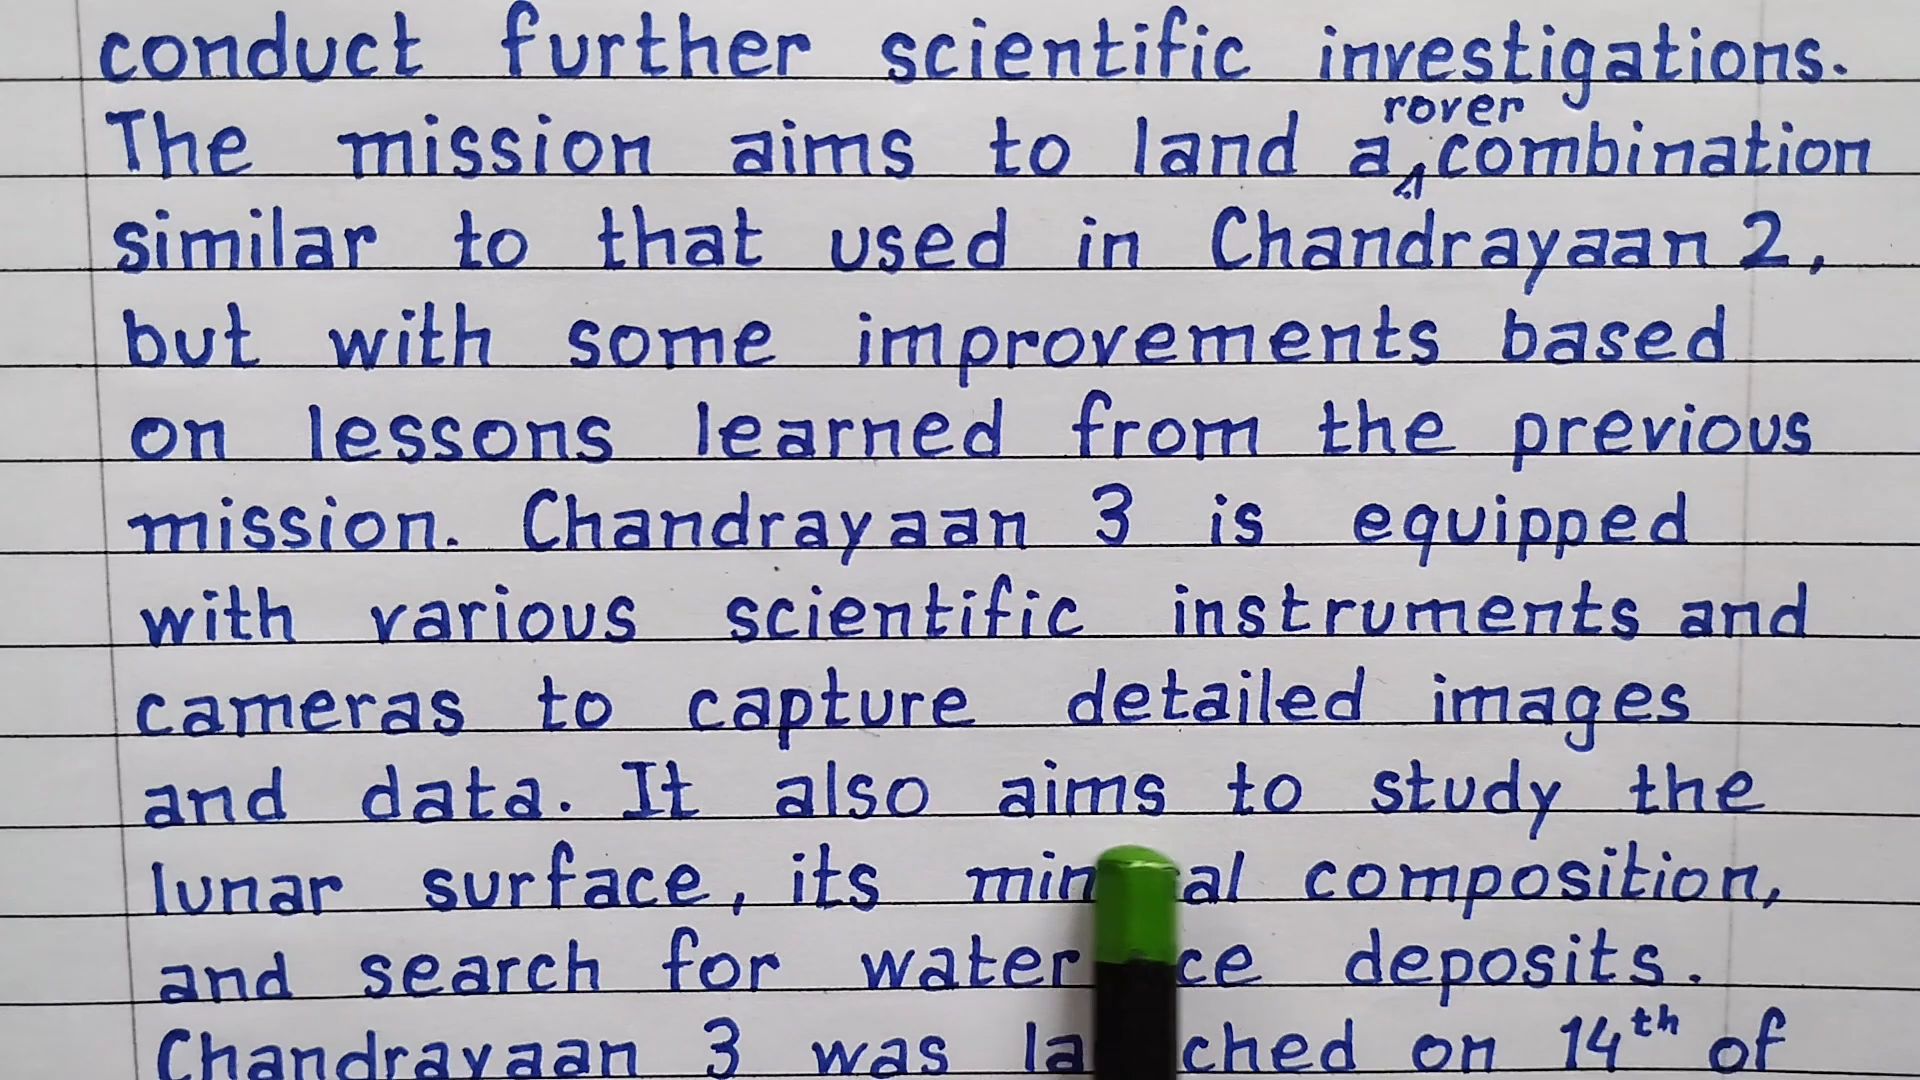 conduct further scientific investigations.
The mission aims to land a rover combination
similar to that used in Chandrayaan 2,
but with some improvements based
on lessons learned from the previous
mission. Chandrayaan 3 is equipped
with various scientific instruments and
cameras to capture detailed images
and data. It also aims to study the
lunar surface, its composition,
and search for water deposits.
Chandrayaan 3 was on 14th of